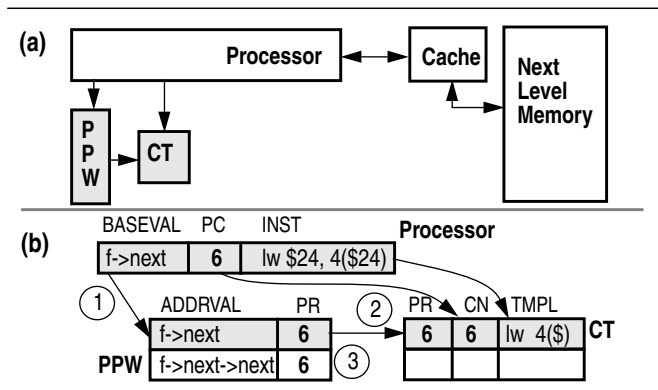 (a)
Processor
Cache
Next
Level
Memory
P
P
W
CT
(b)
BASEVAL PC INST Processor
f->next 6 lw $24, 4($24)
1 ADDRVAL PR 2 PR CN TMPL
f->next 6 6 6 lw 4($) CT
PPW f->next->next 6 3